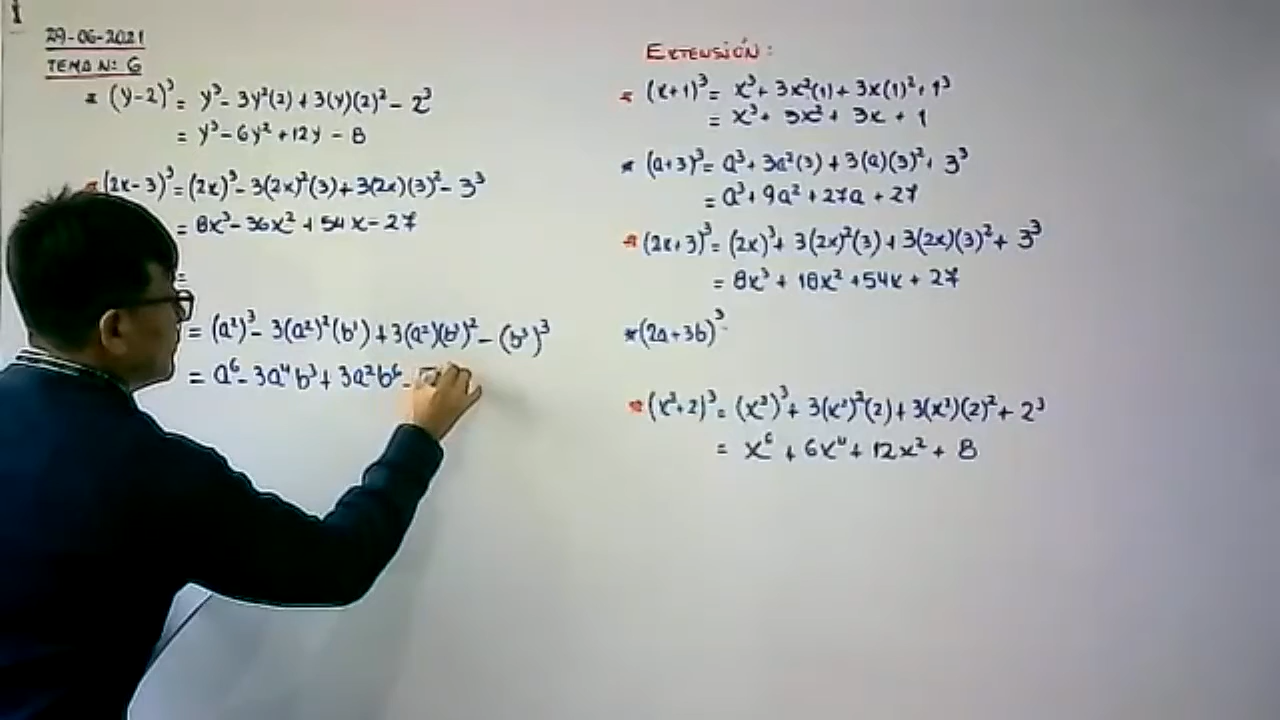 29-06-2021
TEMA N: 6
* (y-2)³ = y³ - 3y²(2) + 3(y)(2)² - 2³
= y³ - 6y² + 12y - 8
* (2x-3)³ = (2x)³ - 3(2x)²(3) + 3(2x)(3)² - 3³
= 8x³ - 36x² + 54x - 27
=
= (a²)³ - 3(a²)²(b³) + 3(a²)(b³)² - (b³)³
= a⁶ - 3a⁴b³ + 3a²b⁶ -
EXTENSIÓN:
* (x+1)³ = x³ + 3x²(1) + 3x(1)² + 1³
= x³ + 3x² + 3x + 1
* (a+3)³ = a³ + 3a²(3) + 3(a)(3)² + 3³
= a³ + 9a² + 27a + 27
* (2x+3)³ = (2x)³ + 3(2x)²(3) + 3(2x)(3)² + 3³
= 8x³ + 18x² + 54x + 27
* (2a+3b)³
* (x²+2)³ = (x²)³ + 3(x²)²(2) + 3(x²)(2)² + 2³
= x⁶ + 6x⁴ + 12x² + 8